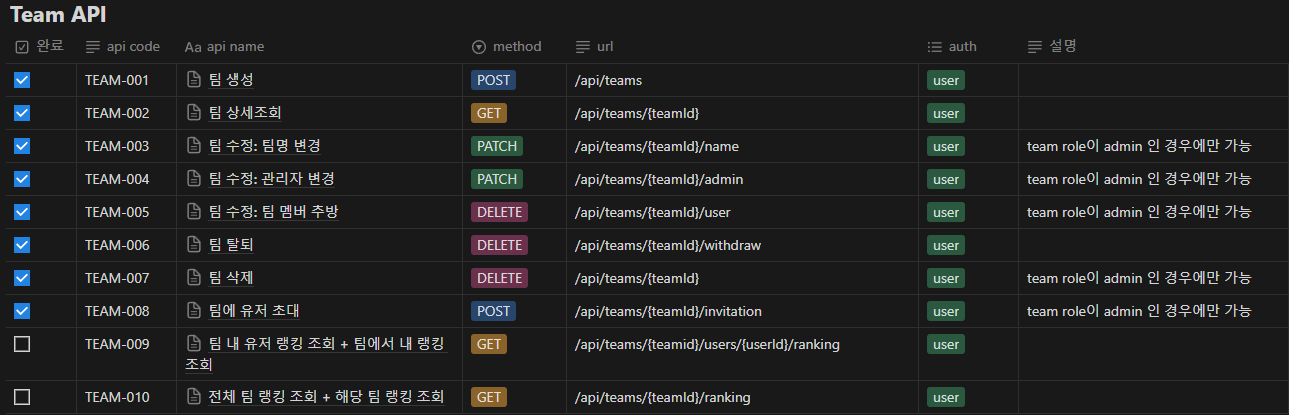 Team API
완료 api code Aa api name method url auth 설명
TEAM-001 팀 생성 POST /api/teams user
TEAM-002 팀 상세조회 GET /api/teams/{teamId} user
TEAM-003 팀 수정: 팀명 변경 PATCH /api/teams/{teamId}/name user team role이 admin 인 경우에만 가능
TEAM-004 팀 수정: 관리자 변경 PATCH /api/teams/{teamId}/admin user team role이 admin 인 경우에만 가능
TEAM-005 팀 수정: 팀 멤버 추방 DELETE /api/teams/{teamId}/user user team role이 admin 인 경우에만 가능
TEAM-006 팀 탈퇴 DELETE /api/teams/{teamId}/withdraw user
TEAM-007 팀 삭제 DELETE /api/teams/{teamId} user team role이 admin 인 경우에만 가능
TEAM-008 팀에 유저 초대 POST /api/teams/{teamId}/invitation user team role이 admin 인 경우에만 가능
TEAM-009 팀 내 유저 랭킹 조회 + 팀에서 내 랭킹 GET /api/teams/{teamid}/users/{userId}/ranking user
조회
TEAM-010 전체 팀 랭킹 조회 + 해당 팀 랭킹 조회 GET /api/teams/{teamId}/ranking user